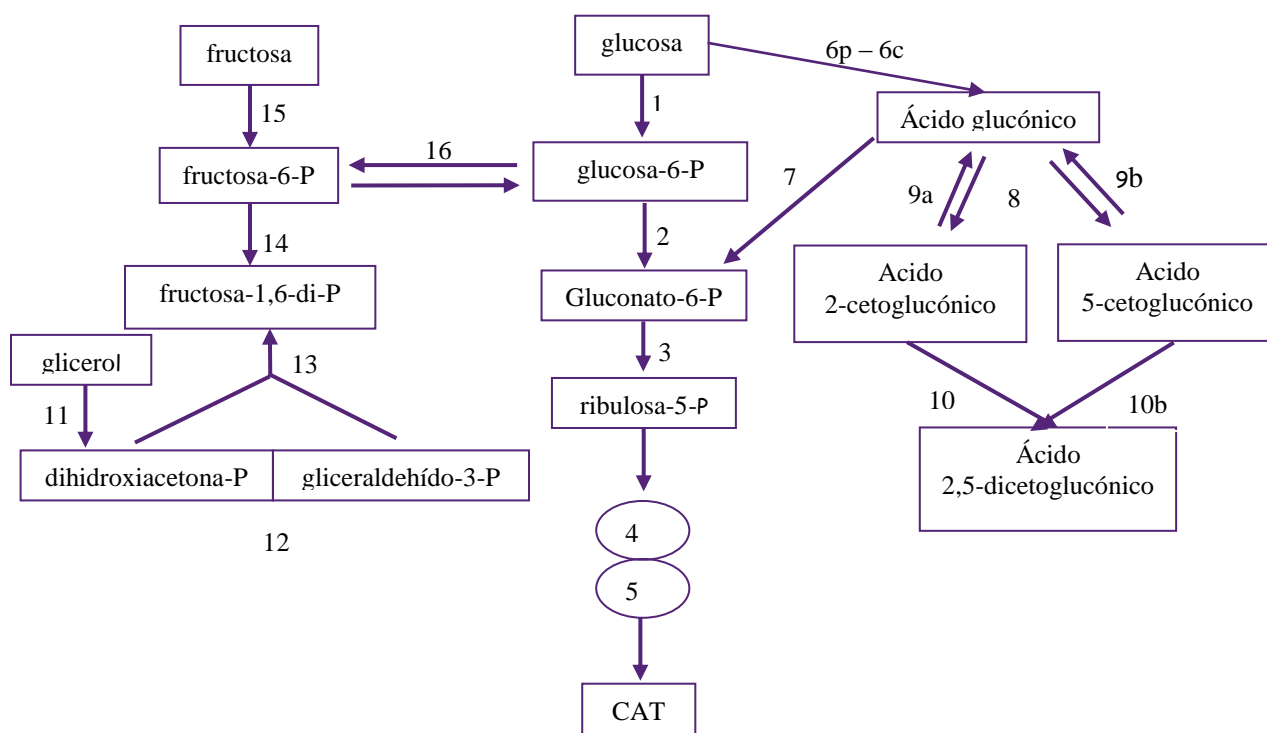 fructosa
glucosa
6p – 6c
15
1
Ácido glucónico
fructosa-6-P
16
glucosa-6-P
7
9a
8
9b
14
2
fructosa-1,6-di-P
Gluconato-6-P
Acido
2-cetoglucónico
Acido
5-cetoglucónico
glicerol
13
3
11
ribulosa-5-P
10
10b
dihidroxiacetona-P
gliceraldehído-3-P
Ácido
2,5-dicetoglucónico
12
4
5
CAT